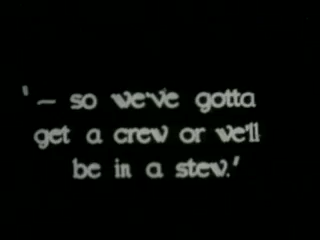 '— so we've gotta
get a crew or we'll
be in a stew.'